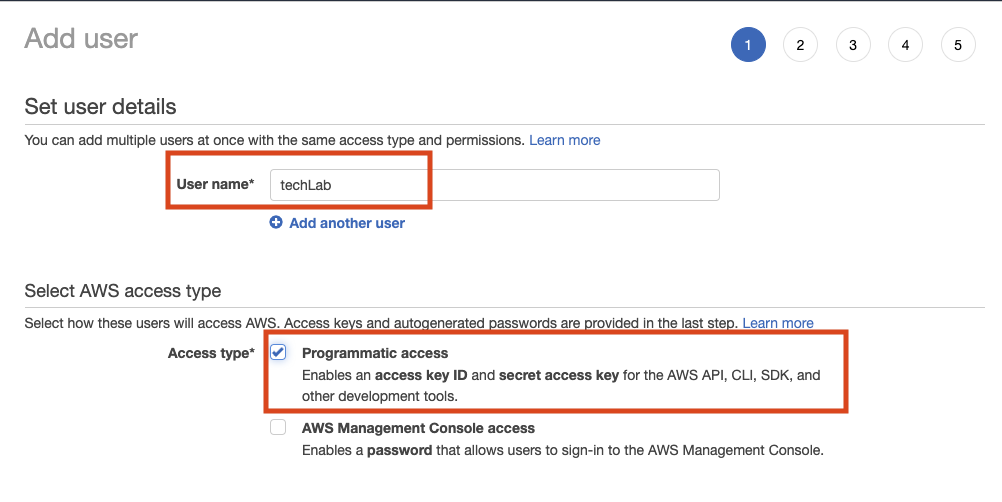 Add user
1 2 3 4 5
Set user details
You can add multiple users at once with the same access type and permissions. Learn more
User name* techLab
Add another user
Select AWS access type
Select how these users will access AWS. Access keys and autogenerated passwords are provided in the last step. Learn more
Access type* Programmatic access
Enables an access key ID and secret access key for the AWS API, CLI, SDK, and
other development tools.
AWS Management Console access
Enables a password that allows users to sign-in to the AWS Management Console.